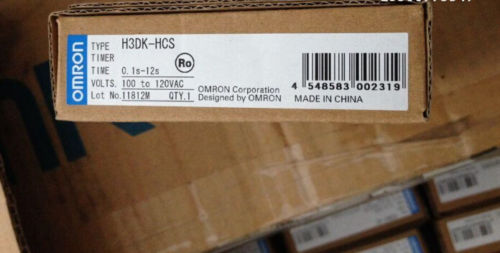 OMRON
TYPE H3DK-HCS
TIMER
TIME 0.1s-12s
VOLTS. 100 to 120VAC
Lot No. 11812M QTY.1
Ro
OMRON Corporation
Designed by OMRON
4 548583 002319
MADE IN CHINA